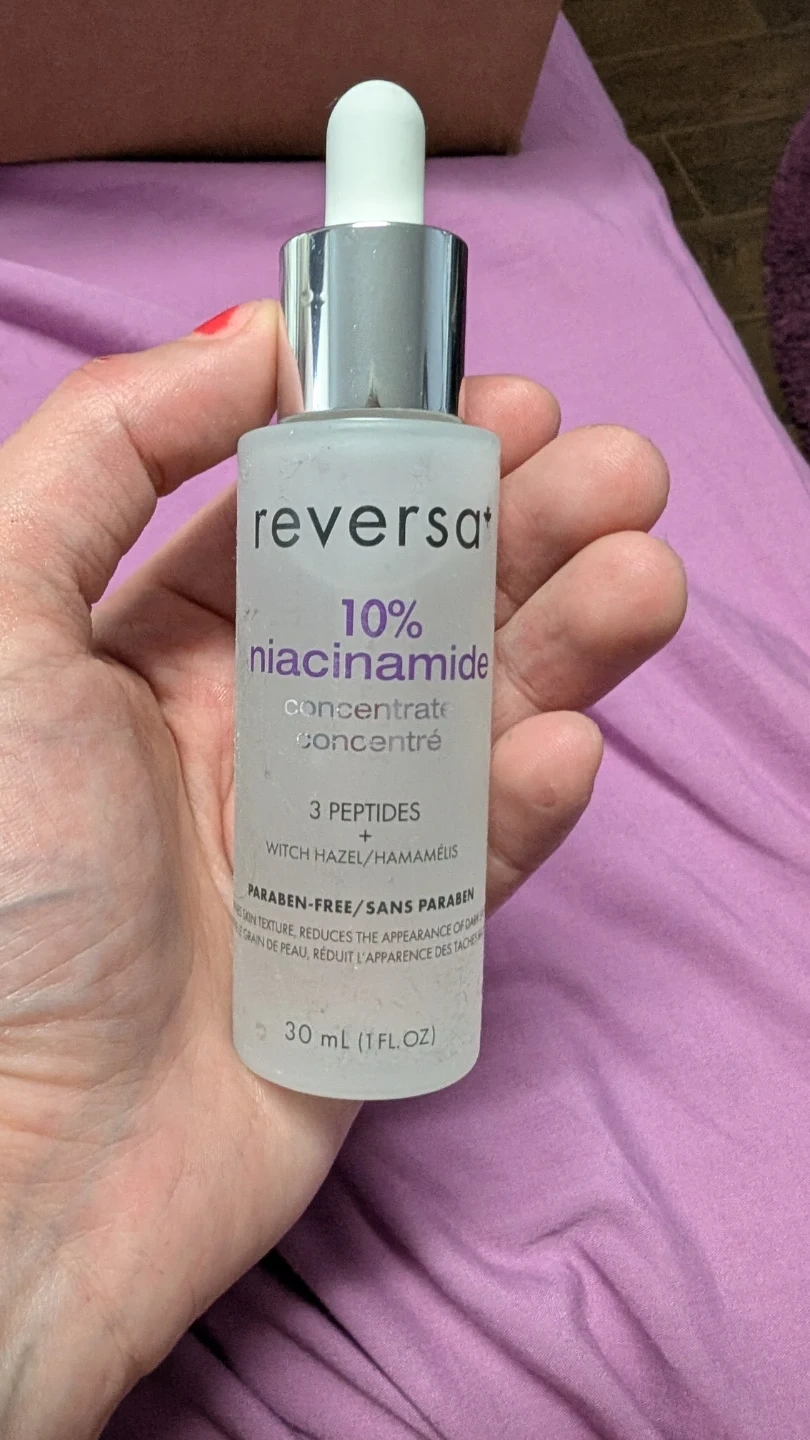 reversa
10%
niacinamide
concentrate
concentré
3 PEPTIDES
+
WITCH HAZEL/HAMAMÉLIS
PARABEN-FREE/SANS PARABEN
SKIN TEXTURE, REDUCES THE APPEARANCE OF DARK
GRAIN DE PEAU, RÉDUIT L'APPARENCE DES TACHES
30 mL (1 FL.OZ)